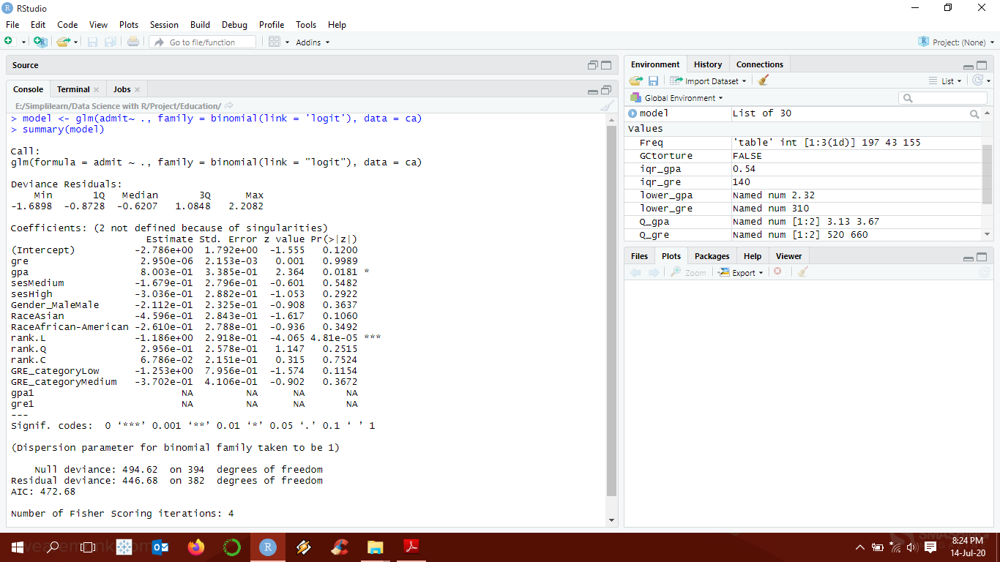 RStudio
File Edit Code View Plots Session Build Debug Profile Tools Help
Go to file/function
Addins
Project: (None)
Source
Console Terminal Jobs
E:/Simplilearn/Data Science with R/Project/Education/
> model <- glm(admit~ ., family = binomial(link = 'logit'), data = ca)
> summary(model)
Call:
glm(formula = admit ~ ., family = binomial(link = "logit"), data = ca)
Deviance Residuals:
Min 1Q Median 3Q Max
-1.6898 -0.8728 -0.6207 1.0848 2.2082
Coefficients: (2 not defined because of singularities)
Estimate Std. Error z value Pr(>|z|)
(Intercept) -2.786e+00 1.792e+00 -1.555 0.1200
gre 2.950e-06 2.153e-03 0.001 0.9989
gpa 8.003e-01 3.385e-01 2.364 0.0181 *
sesMedium -1.679e-01 2.796e-01 -0.601 0.5482
sesHigh -3.036e-01 2.882e-01 -1.053 0.2922
Gender_MaleMale -2.112e-01 2.325e-01 -0.908 0.3637
RaceAsian -4.596e-01 2.843e-01 -1.617 0.1060
RaceAfrican-American -2.610e-01 2.788e-01 -0.936 0.3492
rank.L -1.186e+00 2.918e-01 -4.065 4.81e-05 ***
rank.Q 2.956e-01 2.578e-01 1.147 0.2515
rank.C 6.786e-02 2.151e-01 0.315 0.7524
GRE_categoryLow -1.253e+00 7.956e-01 -1.574 0.1154
GRE_categoryMedium -3.702e-01 4.106e-01 -0.902 0.3672
gpa1 NA NA NA NA
gre1 NA NA NA NA
---
Signif. codes: 0 ‘***’ 0.001 ‘**’ 0.01 ‘*’ 0.05 ‘.’ 0.1 ‘ ’ 1
(Dispersion parameter for binomial family taken to be 1)
Null deviance: 494.62 on 394 degrees of freedom
Residual deviance: 446.68 on 382 degrees of freedom
AIC: 472.68
Number of Fisher Scoring iterations: 4
Environment History Connections
Import Dataset
List
Global Environment
model List of 30
Values
Freq 'table' int [1:3(1d)] 197 43 155
GCtorture FALSE
iqr_gpa 0.54
iqr_gre 140
lower_gpa Named num 2.32
lower_gre Named num 310
Q_gpa Named num [1:2] 3.13 3.67
Q_gre Named num [1:2] 520 660
Files Plots Packages Help Viewer
Zoom Export
8:24 PM
14-Jul-20